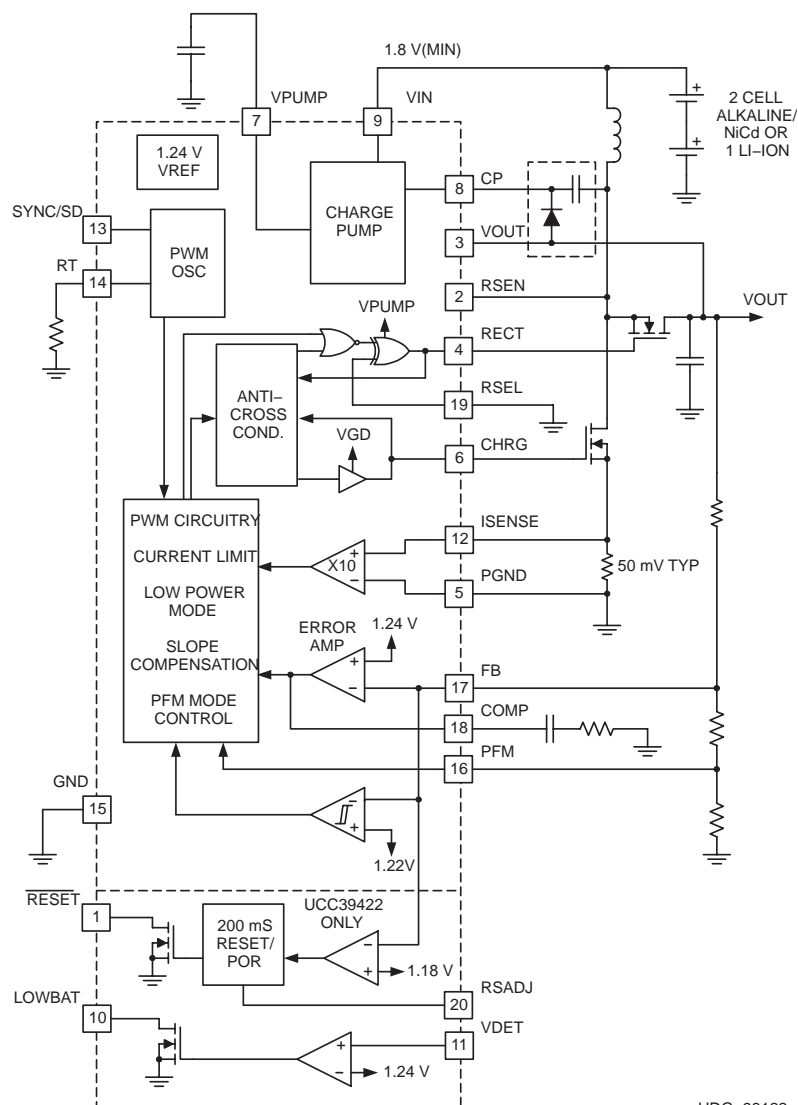 1.8 V(MIN)
VPUMP
VIN
7
9
+
2 CELL
ALKALINE/
NiCd OR
1 LI–ION
+
1.24 V
VREF
CHARGE
PUMP
8
CP
SYNC/SD
13
PWM
OSC
3
VOUT
RT
14
2
RSEN
VOUT
VPUMP
4
RECT
ANTI–
CROSS
COND.
19
RSEL
VGD
6
CHRG
PWM CIRCUITRY
CURRENT LIMIT
LOW POWER
MODE
SLOPE
COMPENSATION
PFM MODE
CONTROL
X10
+
–
12
ISENSE
5
PGND
50 mV TYP
ERROR
AMP
1.24 V
+
–
17
FB
18
COMP
16
PFM
GND
15
–
+
1.22V
RESET
1
200 mS
RESET/
POR
UCC39422
ONLY
–
+
1.18 V
20
RSADJ
LOWBAT
10
11
VDET
+
–
1.24 V